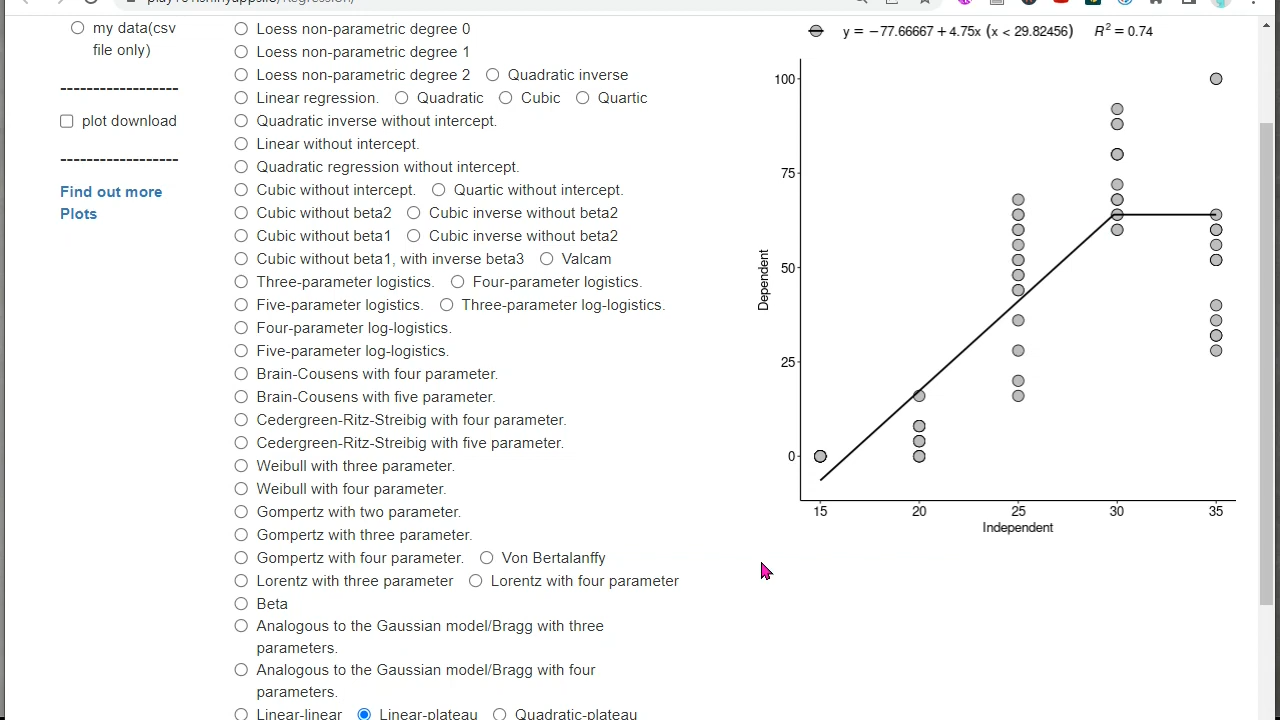 my data(csv
file only)
-------------------
plot download
-------------------
Find out more
Plots
Loess non-parametric degree 0
Loess non-parametric degree 1
Loess non-parametric degree 2 Quadratic inverse
Linear regression. Quadratic Cubic Quartic
Quadratic inverse without intercept.
Linear without intercept.
Quadratic regression without intercept.
Cubic without intercept. Quartic without intercept.
Cubic without beta2 Cubic inverse without beta2
Cubic without beta1 Cubic inverse without beta2
Cubic without beta1, with inverse beta3 Valcam
Three-parameter logistics. Four-parameter logistics.
Five-parameter logistics. Three-parameter log-logistics.
Four-parameter log-logistics.
Five-parameter log-logistics.
Brain-Cousens with four parameter.
Brain-Cousens with five parameter.
Cedergreen-Ritz-Streibig with four parameter.
Cedergreen-Ritz-Streibig with five parameter.
Weibull with three parameter.
Weibull with four parameter.
Gompertz with two parameter.
Gompertz with three parameter.
Gompertz with four parameter. Von Bertalanffy
Lorentz with three parameter Lorentz with four parameter
Beta
Analogous to the Gaussian model/Bragg with three
parameters.
Analogous to the Gaussian model/Bragg with four
parameters.
Linear-linear Linear-plateau Quadratic-plateau
y = −77.66667 + 4.75x (x < 29.82456) R² = 0.74
100
75
50
25
0
Dependent
15 20 25 30 35
Independent